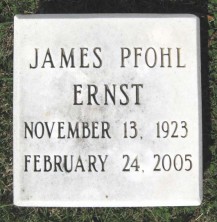 JAMES PFOHL
ERNST
NOVEMBER 13, 1923
FEBRUARY 24, 2005